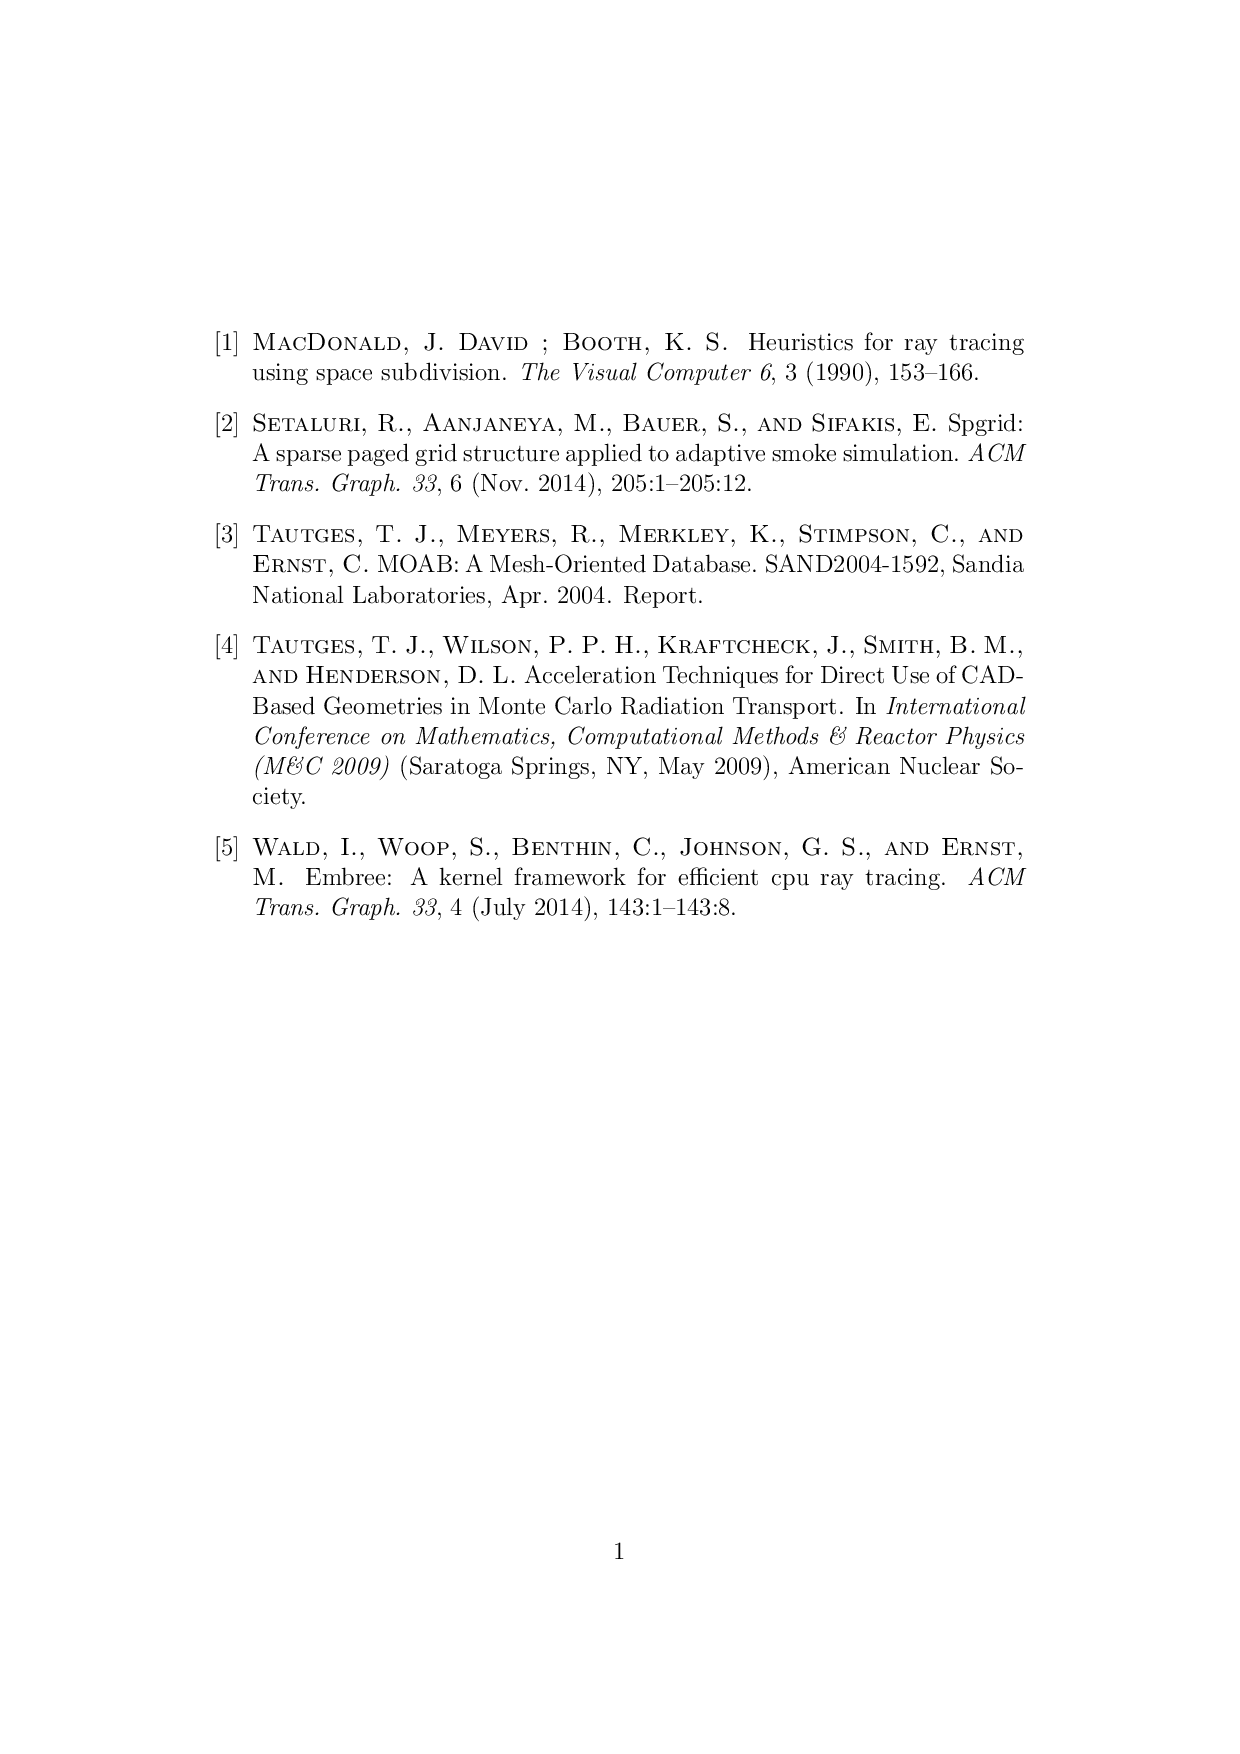 [1] MacDonald, J. David ; Booth, K. S. Heuristics for ray tracing
using space subdivision. The Visual Computer 6, 3 (1990), 153–166.
[2] Setaluri, R., Aanjaneya, M., Bauer, S., and Sifakis, E. Spgrid:
A sparse paged grid structure applied to adaptive smoke simulation. ACM
Trans. Graph. 33, 6 (Nov. 2014), 205:1–205:12.
[3] Tautges, T. J., Meyers, R., Merkley, K., Stimpson, C., and
Ernst, C. MOAB: A Mesh-Oriented Database. SAND2004-1592, Sandia
National Laboratories, Apr. 2004. Report.
[4] Tautges, T. J., Wilson, P. P. H., Kraftcheck, J., Smith, B. M.,
and Henderson, D. L. Acceleration Techniques for Direct Use of CAD-
Based Geometries in Monte Carlo Radiation Transport. In International
Conference on Mathematics, Computational Methods & Reactor Physics
(M&C 2009) (Saratoga Springs, NY, May 2009), American Nuclear So-
ciety.
[5] Wald, I., Woop, S., Benthin, C., Johnson, G. S., and Ernst,
M. Embree: A kernel framework for efficient cpu ray tracing. ACM
Trans. Graph. 33, 4 (July 2014), 143:1–143:8.
1